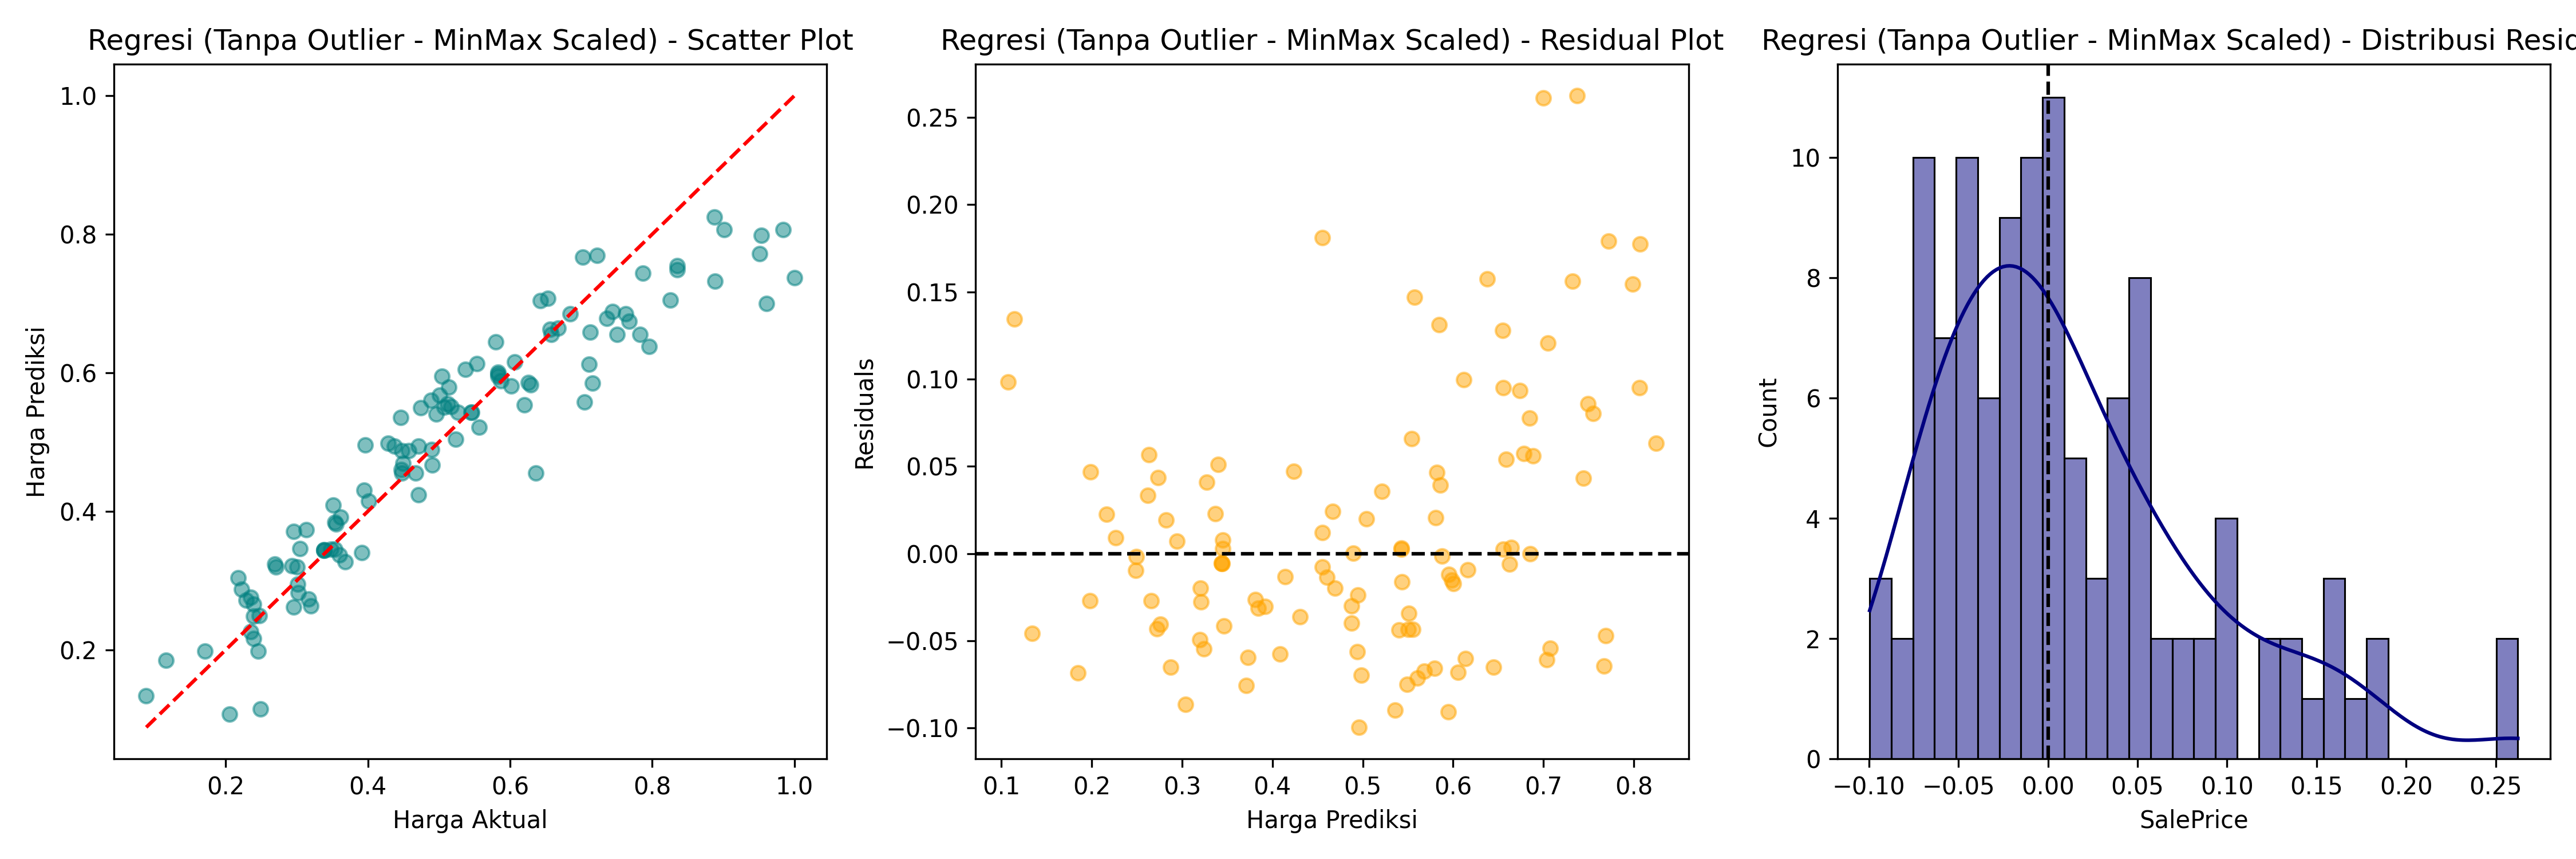 Regresi (Tanpa Outlier - MinMax Scaled) - Scatter Plot
1.0
0.8
0.6
0.4
0.2
Harga Prediksi
0.2 0.4 0.6 0.8 1.0
Harga Aktual
Regresi (Tanpa Outlier - MinMax Scaled) - Residual Plot
0.25
0.20
0.15
0.10
0.05
0.00
−0.05
−0.10
Residuals
0.1 0.2 0.3 0.4 0.5 0.6 0.7 0.8
Harga Prediksi
Regresi (Tanpa Outlier - MinMax Scaled) - Distribusi Resid
10
8
6
4
2
0
Count
−0.10 −0.05 0.00 0.05 0.10 0.15 0.20 0.25
SalePrice